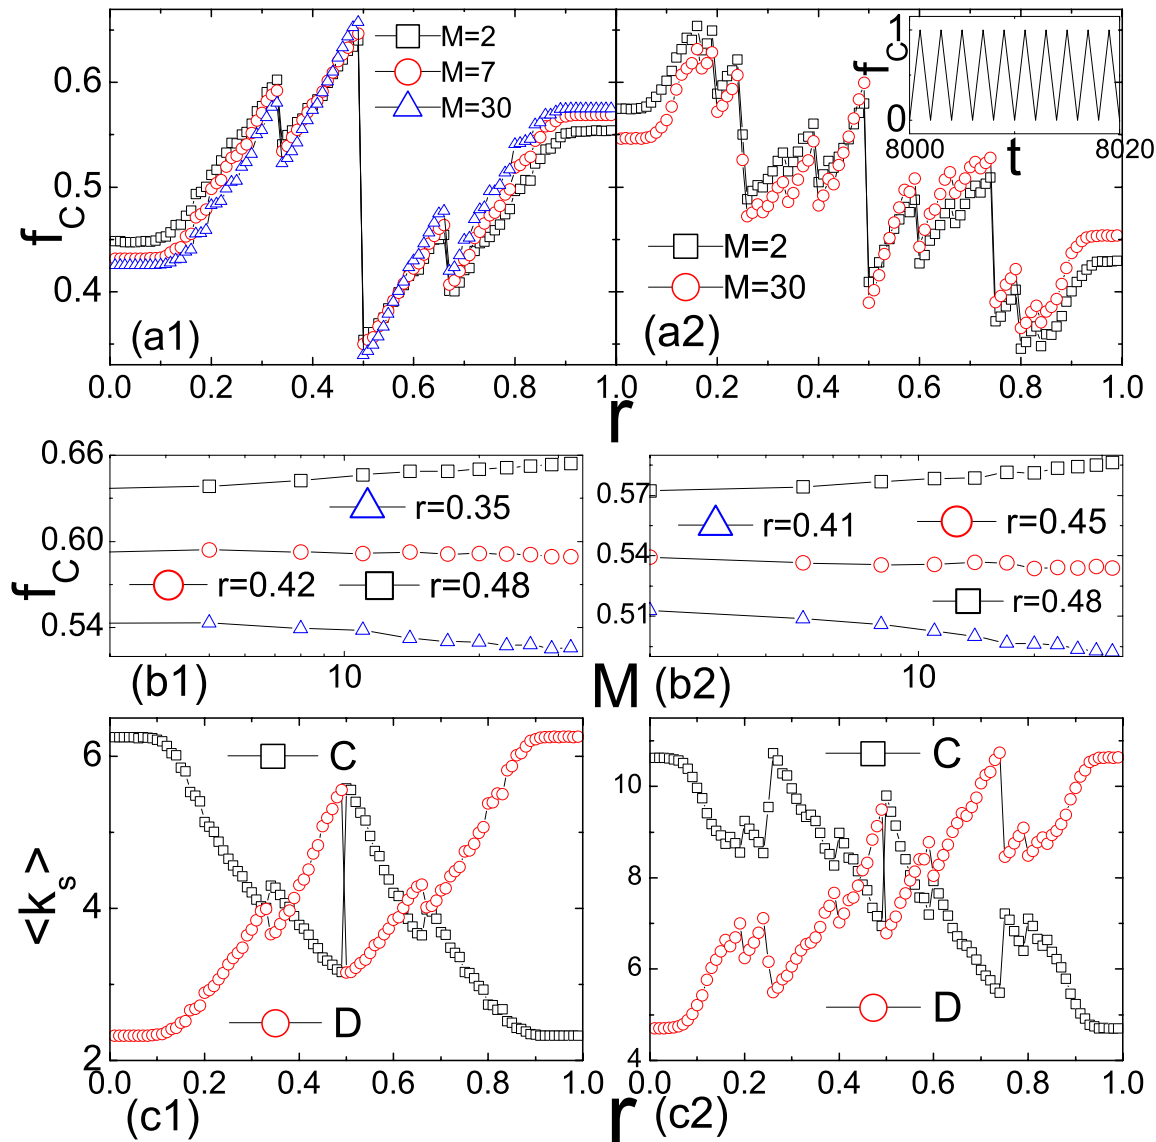 f_C
0.6
0.5
0.4
M=2
M=7
M=30
(a1)
0.0 0.2 0.4 0.6 0.8 1.0
M=2
M=30
(a2)
0.0 0.2 0.4 0.6 0.8 1.0
f_C
1
0
8000 t 8020
r
f_C
0.66
0.60
0.54
r=0.35
r=0.42 r=0.48
(b1)
10
0.57
0.54
0.51
r=0.41 r=0.45
r=0.48
10
M (b2)
<k_s>
6
4
2
C
D
0.0 0.2 0.4 0.6 0.8 1.0
(c1)
10
8
6
4
C
D
0.0 0.2 0.4 0.6 0.8 1.0
r (c2)